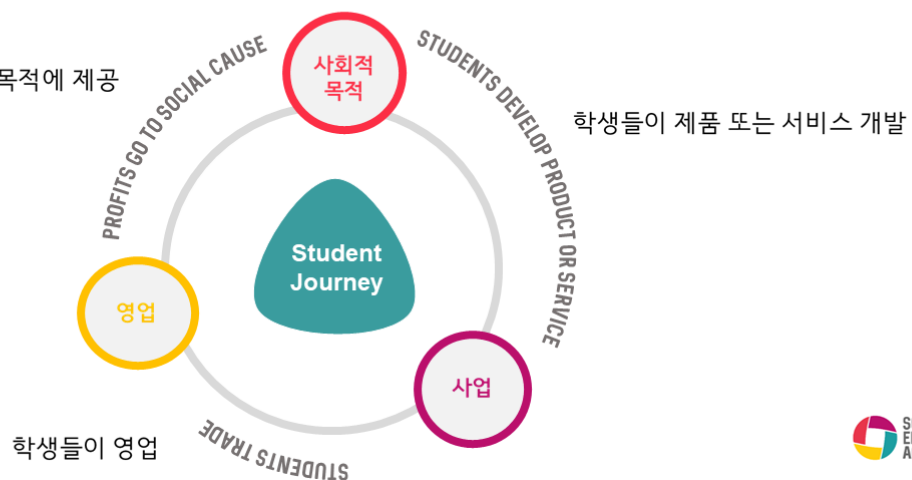 목적에 제공
PROFITS GO TO SOCIAL CAUSE
사회적
목적
STUDENTS DEVELOP PRODUCT OR SERVICE
학생들이 제품 또는 서비스 개발
Student
Journey
영업
사업
학생들이 영업
STUDENTS TRADE